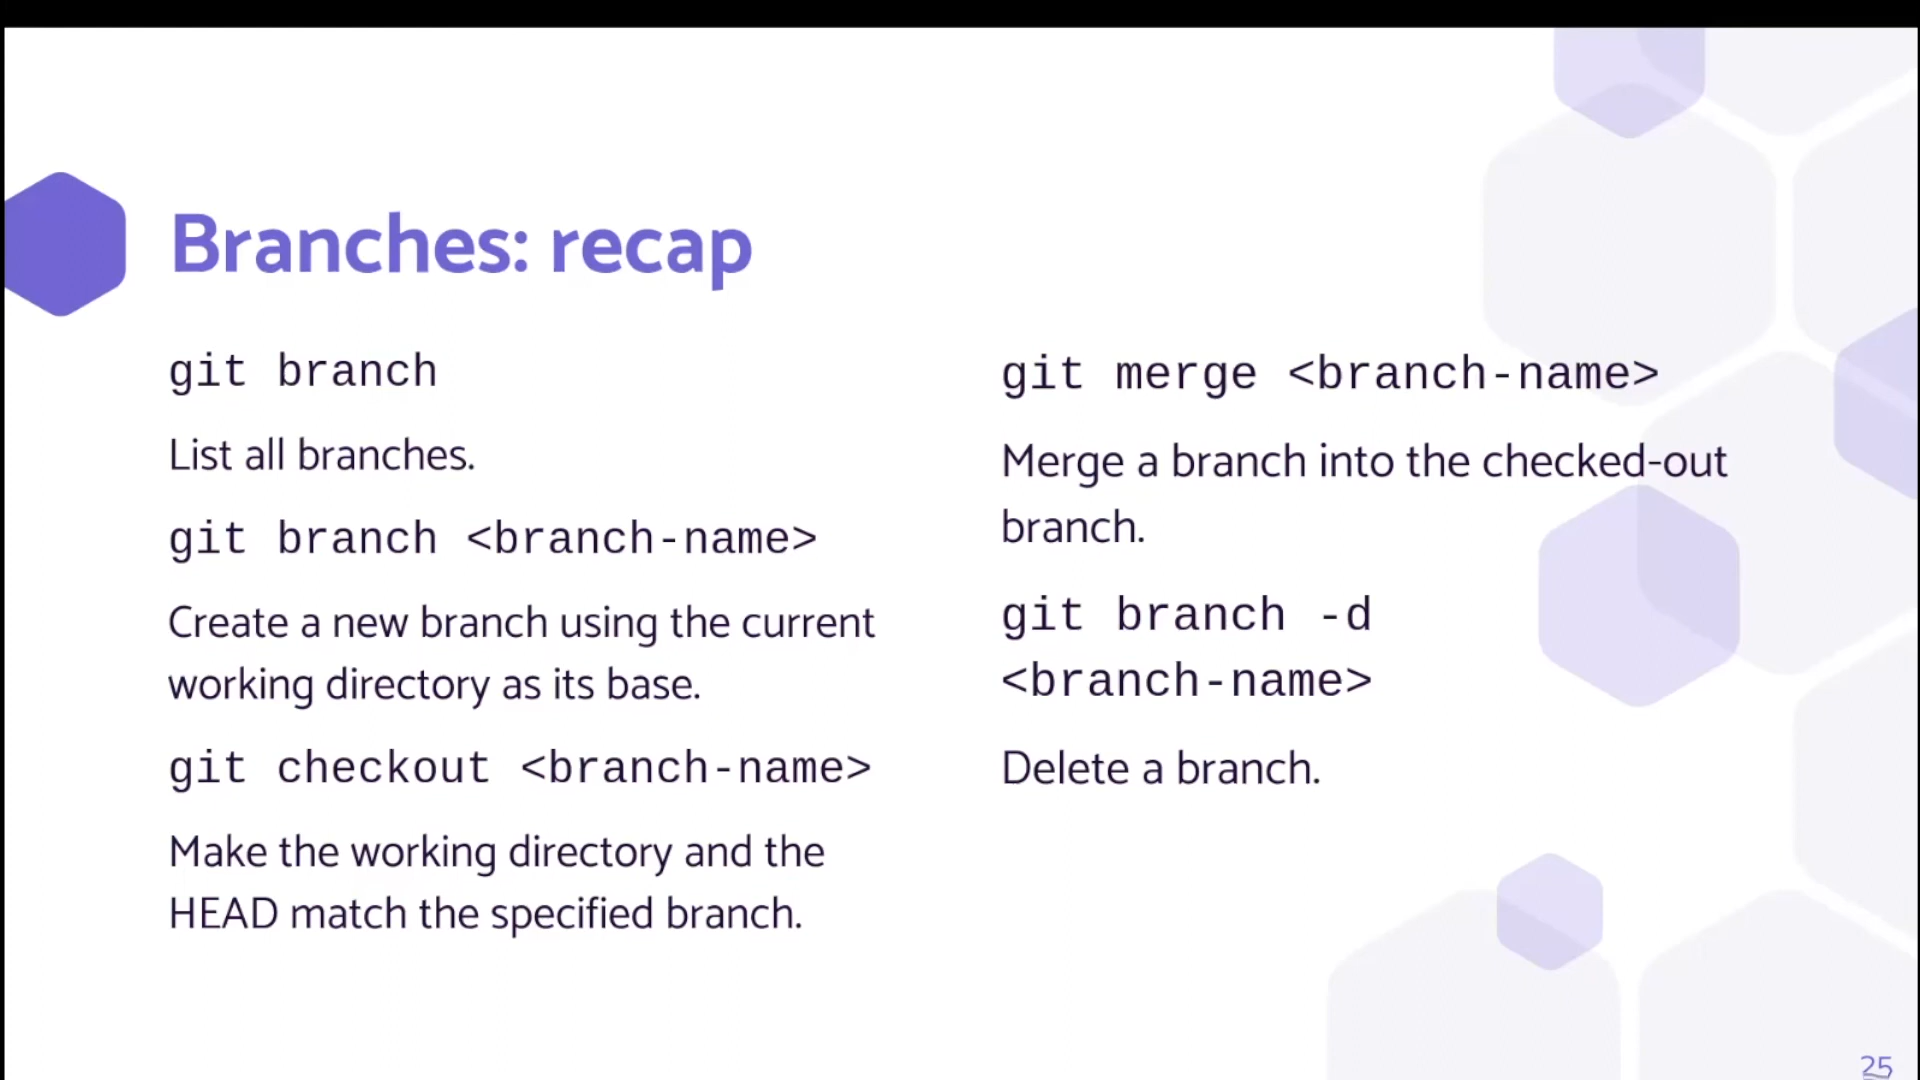 Branches: recap
git branch
List all branches.
git branch <branch-name>
Create a new branch using the current
working directory as its base.
git checkout <branch-name>
Make the working directory and the
HEAD match the specified branch.
git merge <branch-name>
Merge a branch into the checked-out
branch.
git branch -d
<branch-name>
Delete a branch.
25